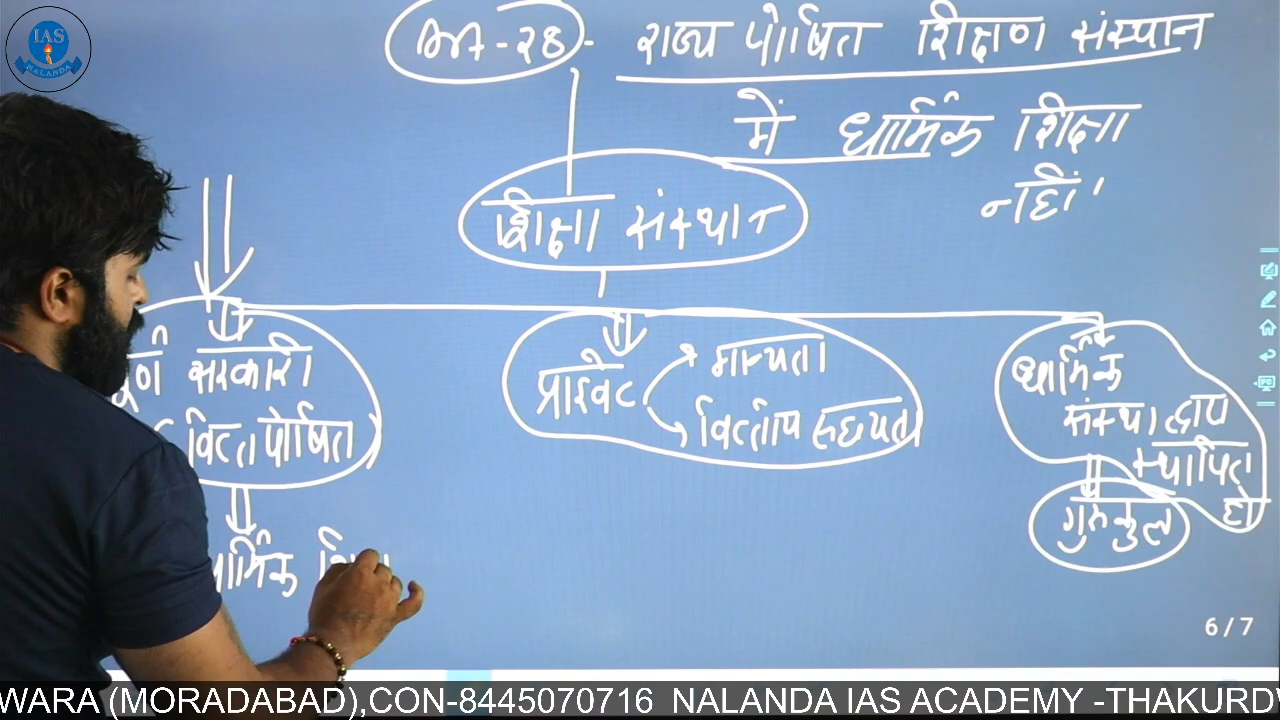 IAS
NALANDA
Art-28- राज्य पोषित शिक्षण संस्थान
में धार्मिक शिक्षा
नहीं'
शिक्षा संस्थान
पूर्ण सरकारी
वित्त पोषित
प्राइवेट
मान्यता
वित्तीय सहायता
धार्मिक
संस्था द्वारा
स्थापित
हो
गुरुकुल
धार्मिक
6/7
WARA (MORADABAD),CON-8445070716 NALANDA IAS ACADEMY -THAKURD